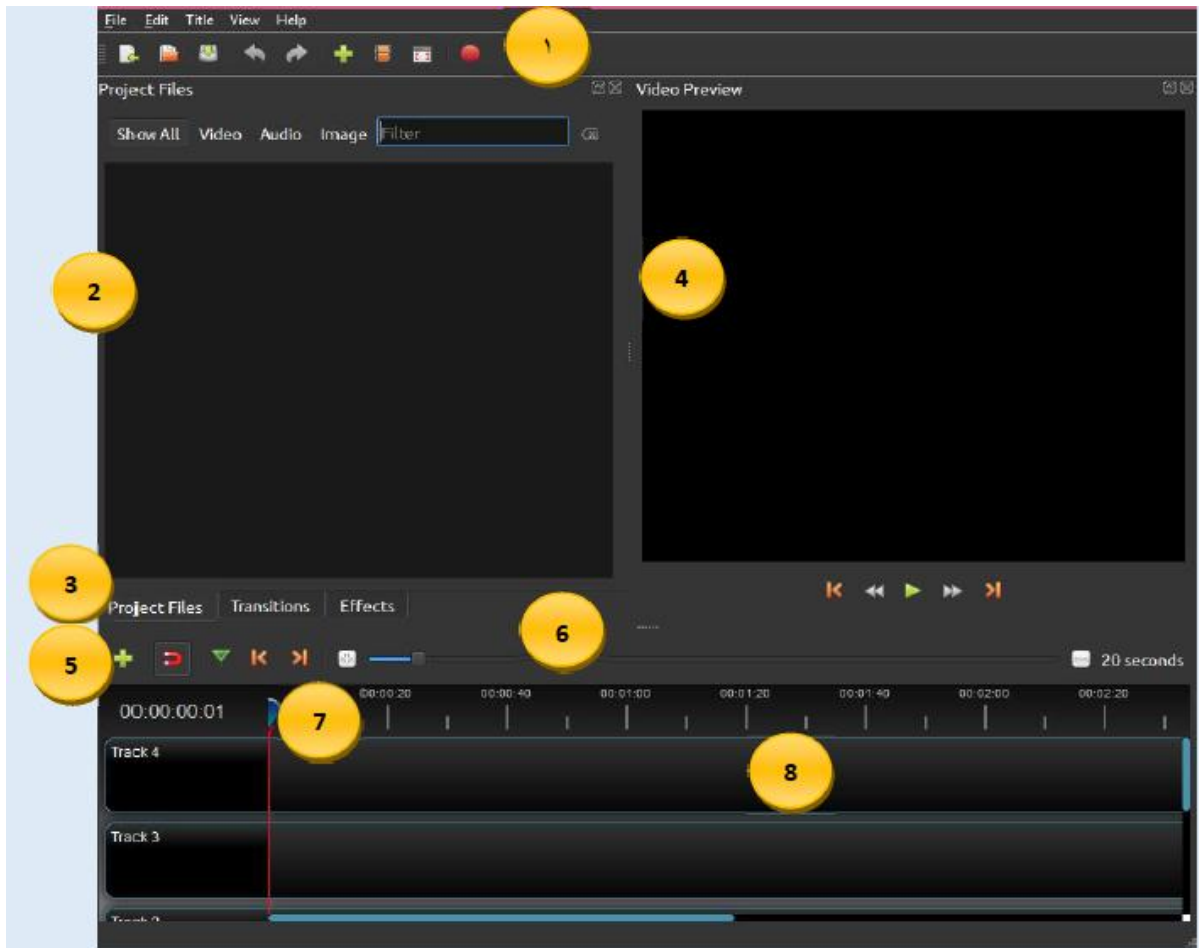 File Edit Title View Help
١
Project Files
Video Preview
Show All Video Audio Image Filter
2
4
3
Project Files Transitions Effects
6
5
20 seconds
00:00:20 00:00:40 00:01:00 00:01:20 00:01:40 00:02:00 00:02:20
00:00:00:01
7
Track 4
8
Track 3